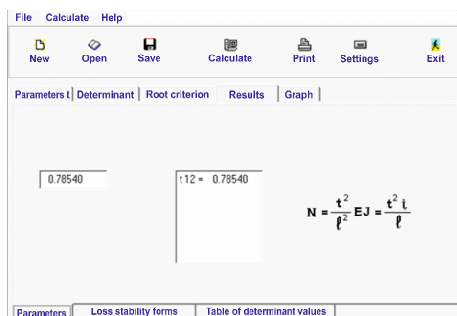 File Calculate Help
New Open Save Calculate Print Settings Exit
Parameters t Determinant Root criterion Results Graph
0.78540 t12 = 0.78540
N = t²/ℓ² EJ = t² i/ℓ
Parameters Loss stability forms Table of determinant values